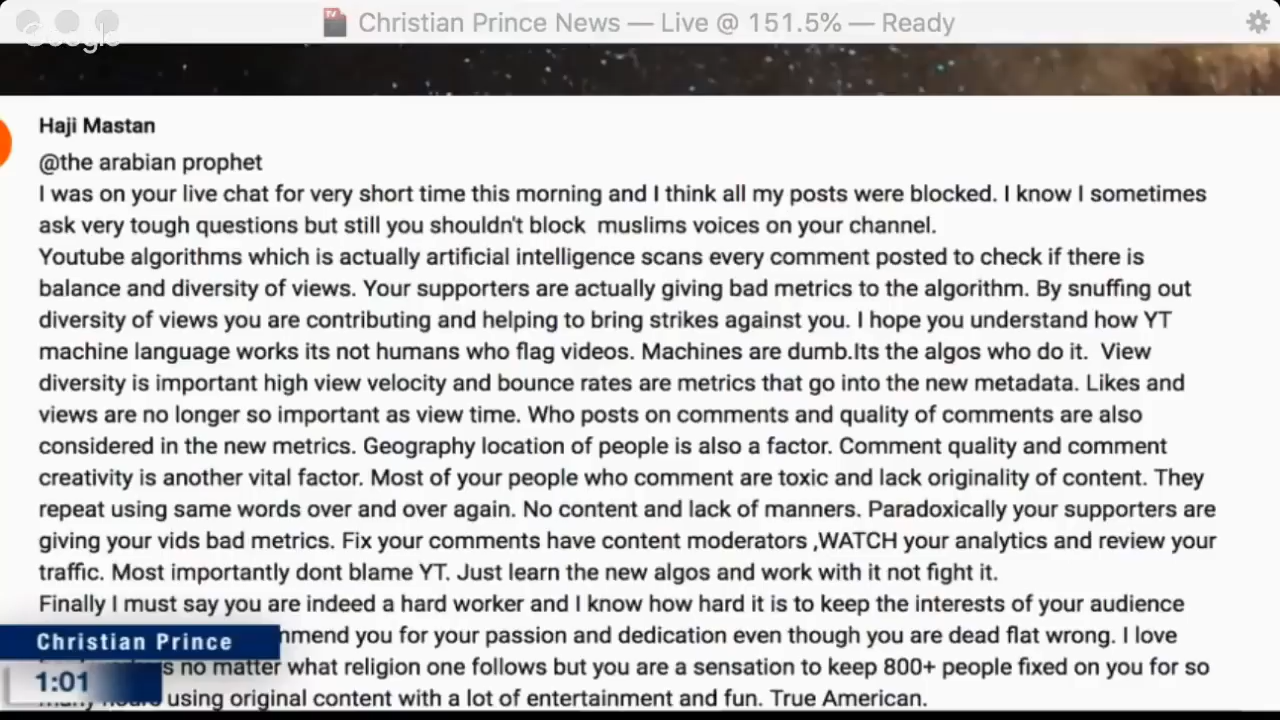 Christian Prince News — Live @ 151.5% — Ready
Google
Haji Mastan
@the arabian prophet
I was on your live chat for very short time this morning and I think all my posts were blocked. I know I sometimes
ask very tough questions but still you shouldn't block muslims voices on your channel.
Youtube algorithms which is actually artificial intelligence scans every comment posted to check if there is
balance and diversity of views. Your supporters are actually giving bad metrics to the algorithm. By snuffing out
diversity of views you are contributing and helping to bring strikes against you. I hope you understand how YT
machine language works its not humans who flag videos. Machines are dumb.Its the algos who do it. View
diversity is important high view velocity and bounce rates are metrics that go into the new metadata. Likes and
views are no longer so important as view time. Who posts on comments and quality of comments are also
considered in the new metrics. Geography location of people is also a factor. Comment quality and comment
creativity is another vital factor. Most of your people who comment are toxic and lack originality of content. They
repeat using same words over and over again. No content and lack of manners. Paradoxically your supporters are
giving your vids bad metrics. Fix your comments have content moderators ,WATCH your analytics and review your
traffic. Most importantly dont blame YT. Just learn the new algos and work with it not fight it.
Finally I must say you are indeed a hard worker and I know how hard it is to keep the interests of your audience
Christian Prince
you for your passion and dedication even though you are dead flat wrong. I love
no matter what religion one follows but you are a sensation to keep 800+ people fixed on you for so
1:01
using original content with a lot of entertainment and fun. True American.